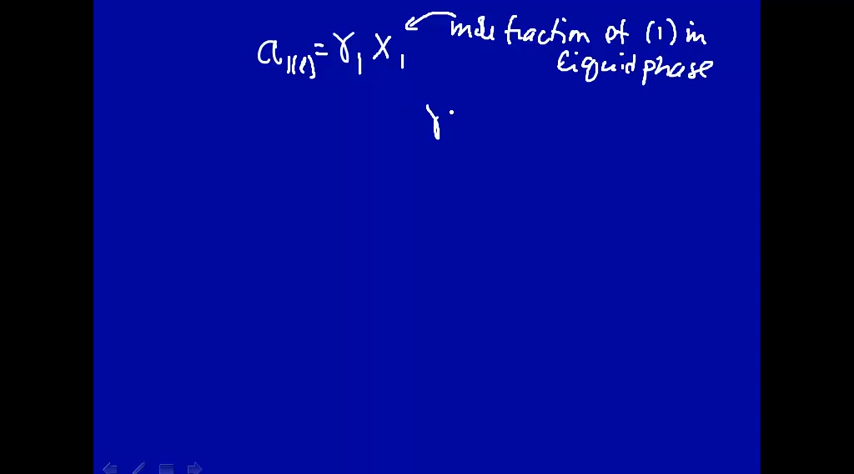 a₁₍ₗ₎ = γ₁ X₁ ← mole fraction of (1) in
liquid phase
γ